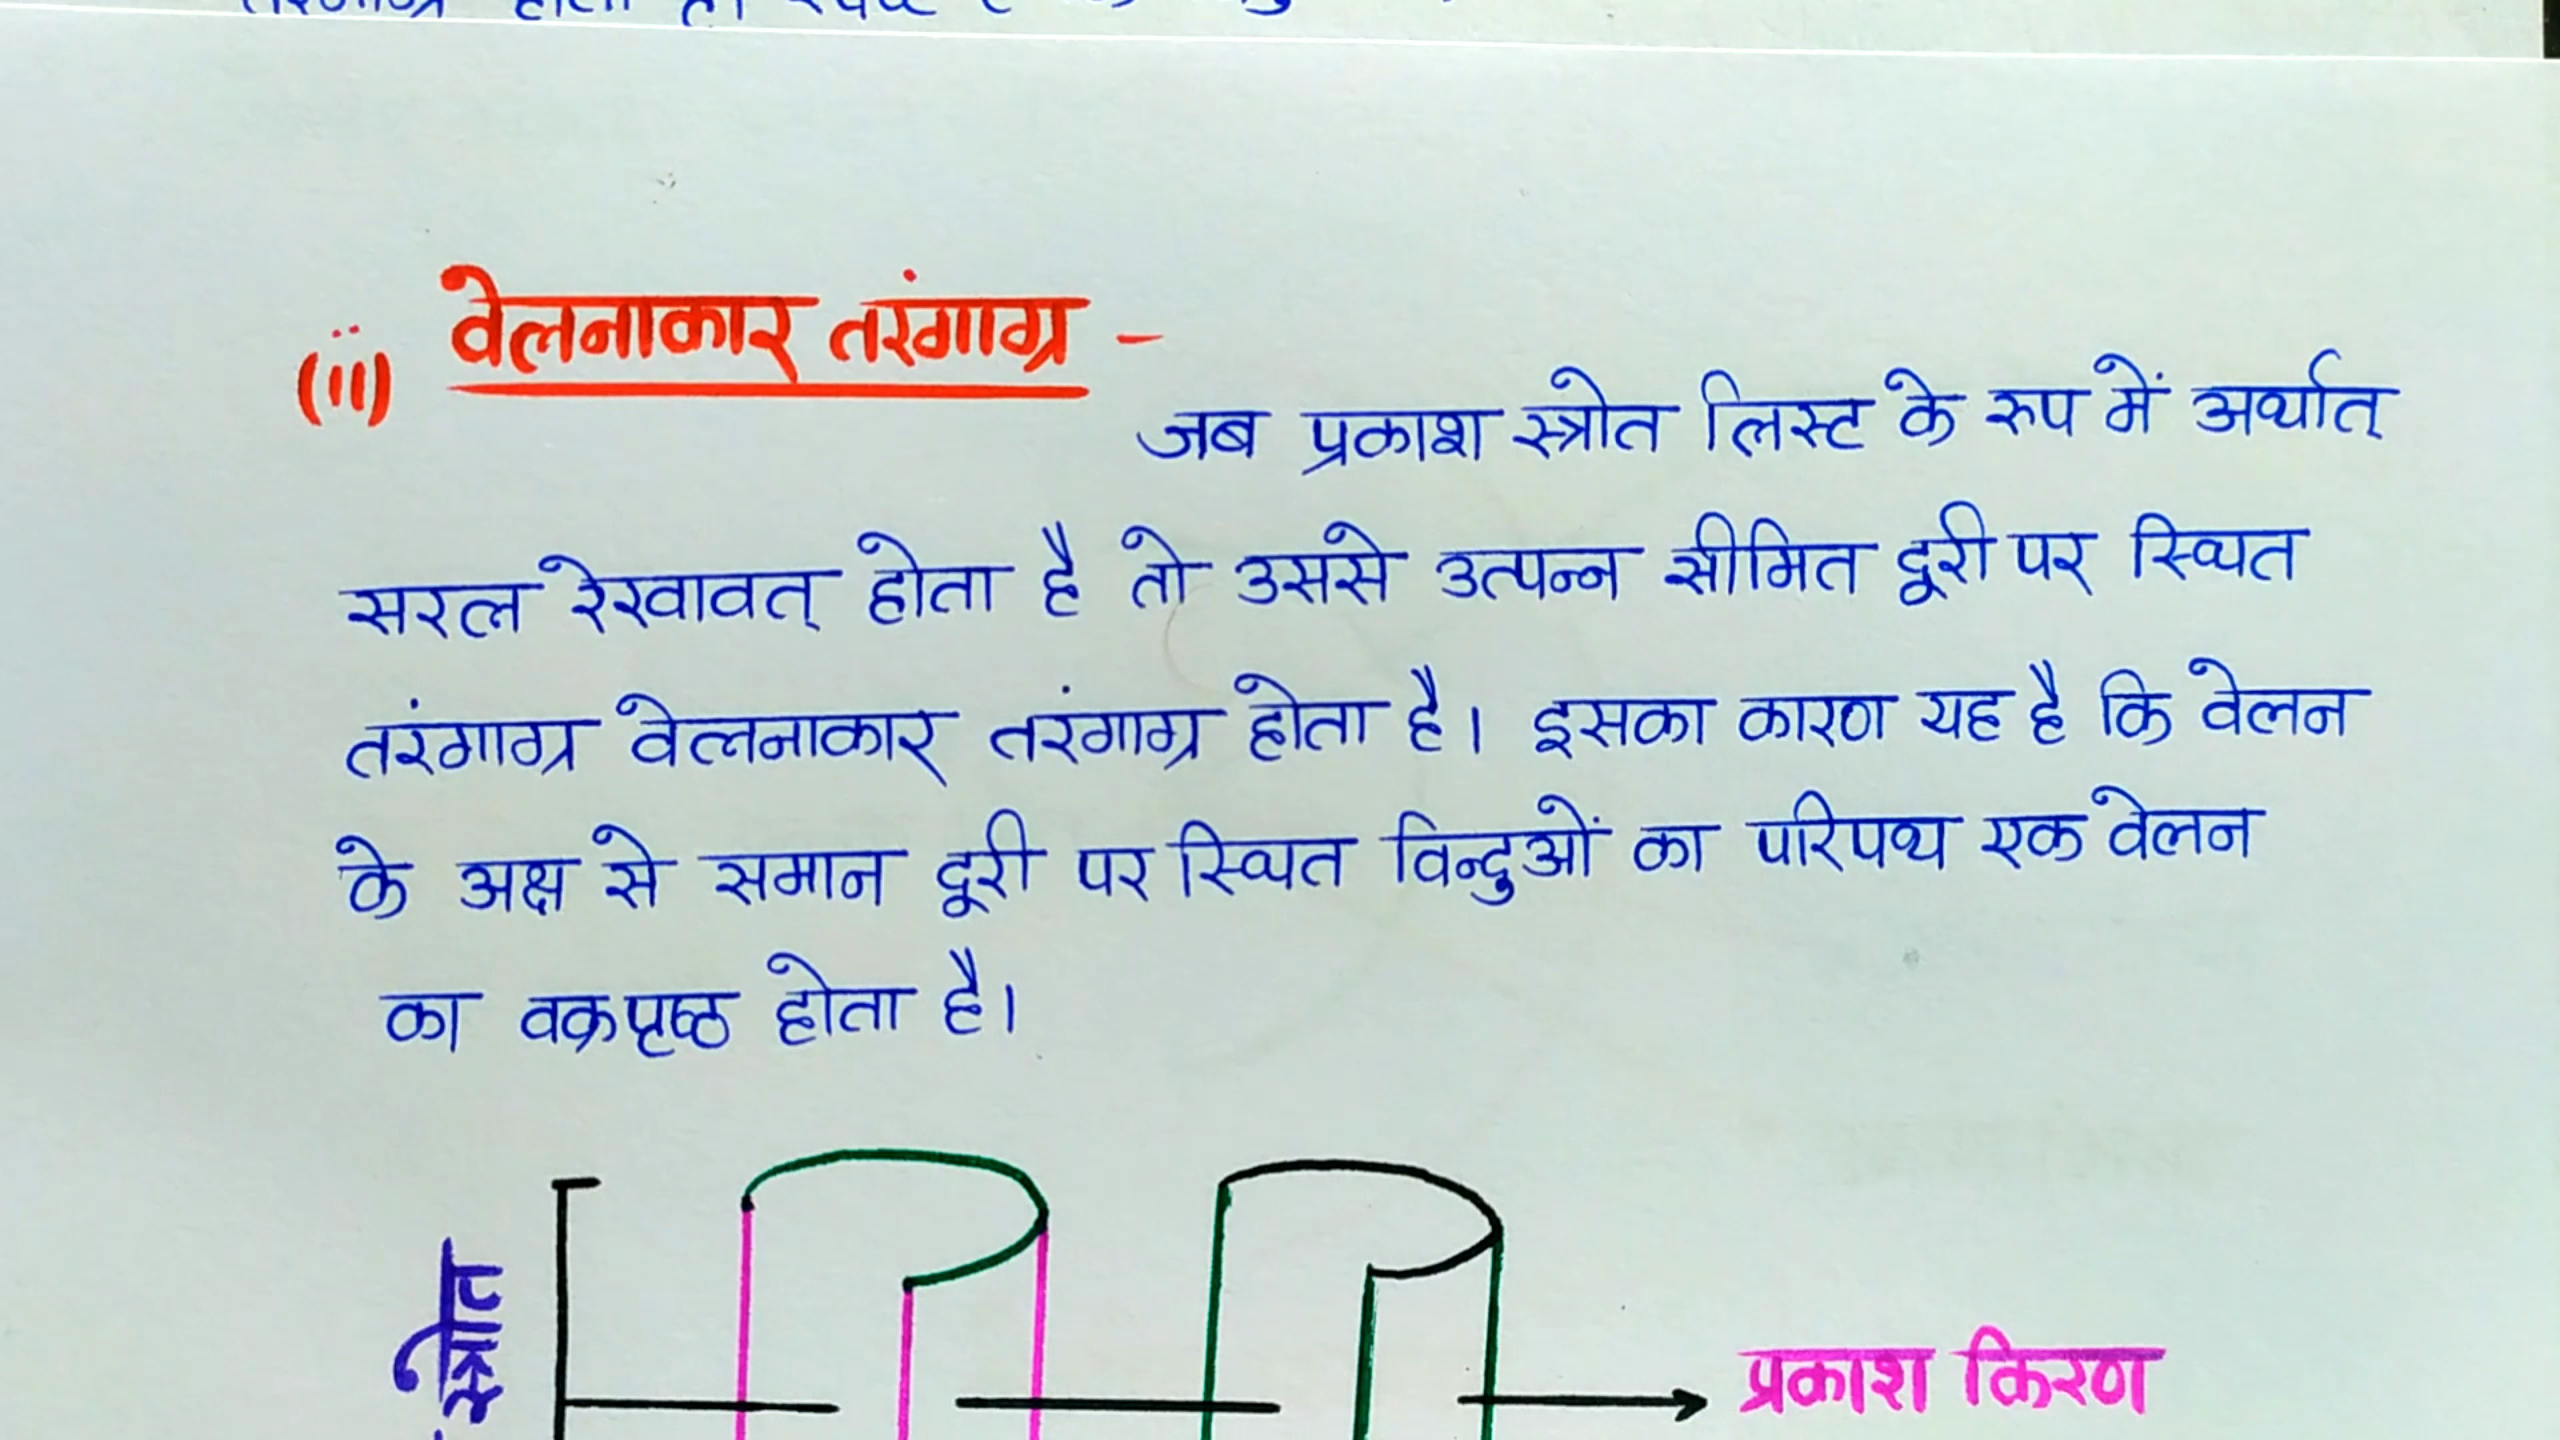 (ii) वेलनाकार तरंगाग्र -
जब प्रकाश स्त्रोत लिस्ट के रुप में अर्थात्
सरल रेखावत् होता है तो उससे उत्पन्न सीमित दूरी पर स्थित
तरंगाग्र वेलनाकार तरंगाग्र होता है। इसका कारण यह है कि वेलन
के अक्ष से समान दूरी पर स्थित विन्दुओं का परिपथ एक वेलन
का वक्रपृष्ठ होता है।
स्त्रोत
प्रकाश किरण